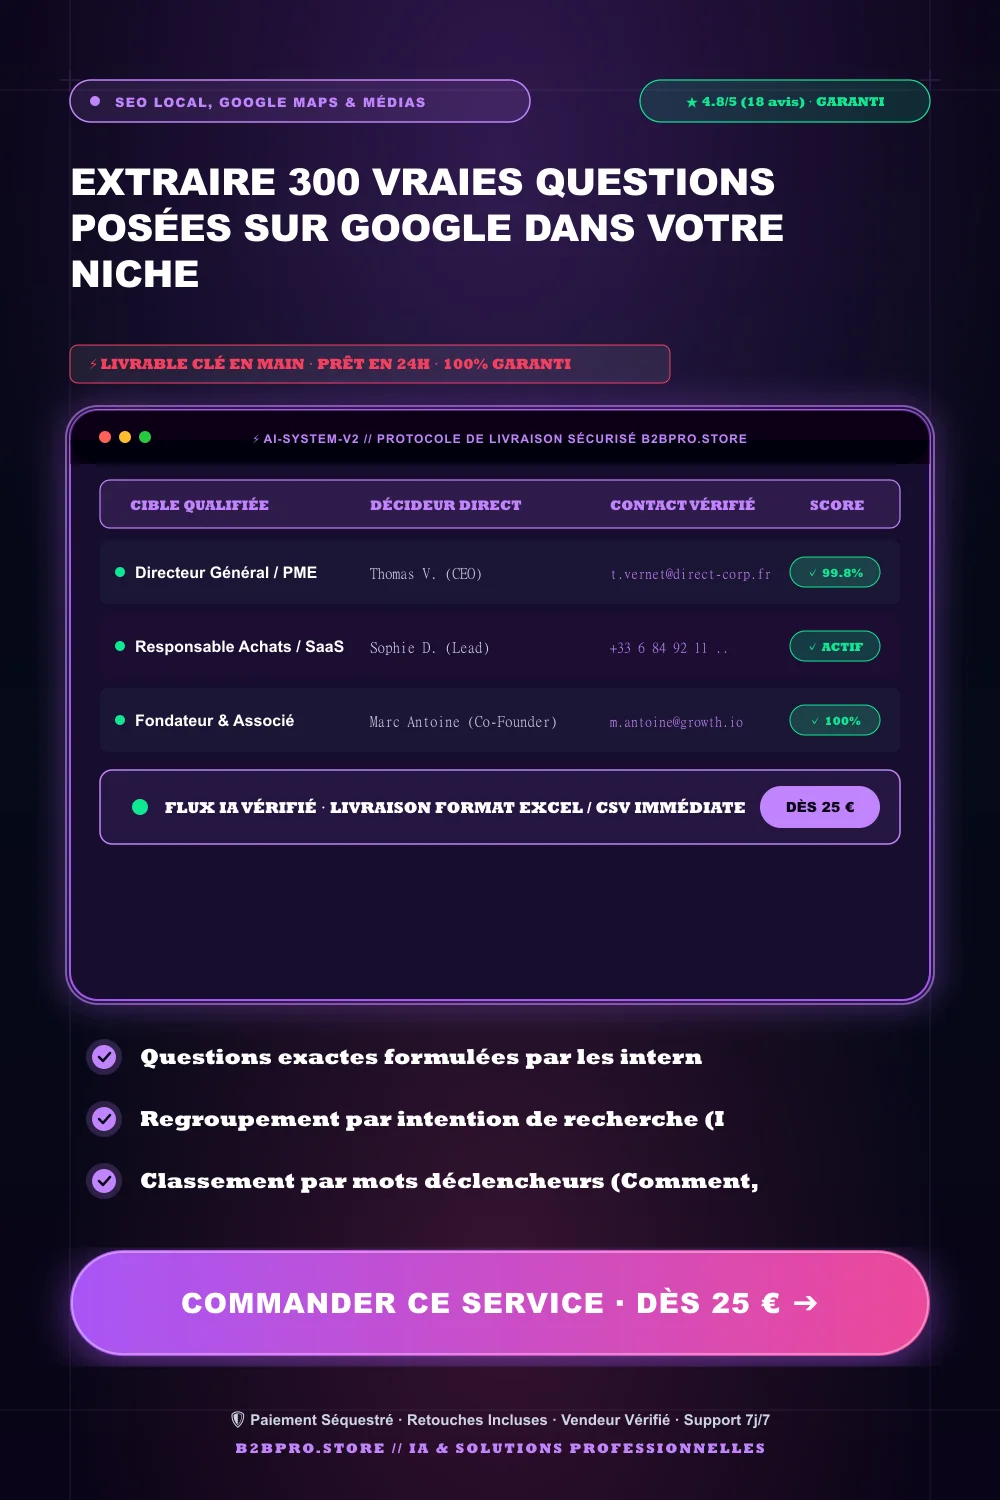 SEO LOCAL, GOOGLE MAPS & MÉDIAS
★ 4.8/5 (18 avis) · GARANTI
EXTRAIRE 300 VRAIES QUESTIONS
POSÉES SUR GOOGLE DANS VOTRE
NICHE
⚡ LIVRABLE CLÉ EN MAIN · PRÊT EN 24H · 100% GARANTI
⚡ AI-SYSTEM-V2 // PROTOCOLE DE LIVRAISON SÉCURISÉ B2BPRO.STORE
CIBLE QUALIFIÉE DÉCIDEUR DIRECT CONTACT VÉRIFIÉ SCORE
Directeur Général / PME Thomas V. (CEO) t.vernet@direct-corp.fr ✓ 99.8%
Responsable Achats / SaaS Sophie D. (Lead) +33 6 84 92 11 .. ✓ ACTIF
Fondateur & Associé Marc Antoine (Co-Founder) m.antoine@growth.io ✓ 100%
FLUX IA VÉRIFIÉ · LIVRAISON FORMAT EXCEL / CSV IMMÉDIATE DÈS 25 €
Questions exactes formulées par les intern
Regroupement par intention de recherche (I
Classement par mots déclencheurs (Comment,
COMMANDER CE SERVICE · DÈS 25 € →
Paiement Séquestré · Retouches Incluses · Vendeur Vérifié · Support 7j/7
B2BPRO.STORE // IA & SOLUTIONS PROFESSIONNELLES